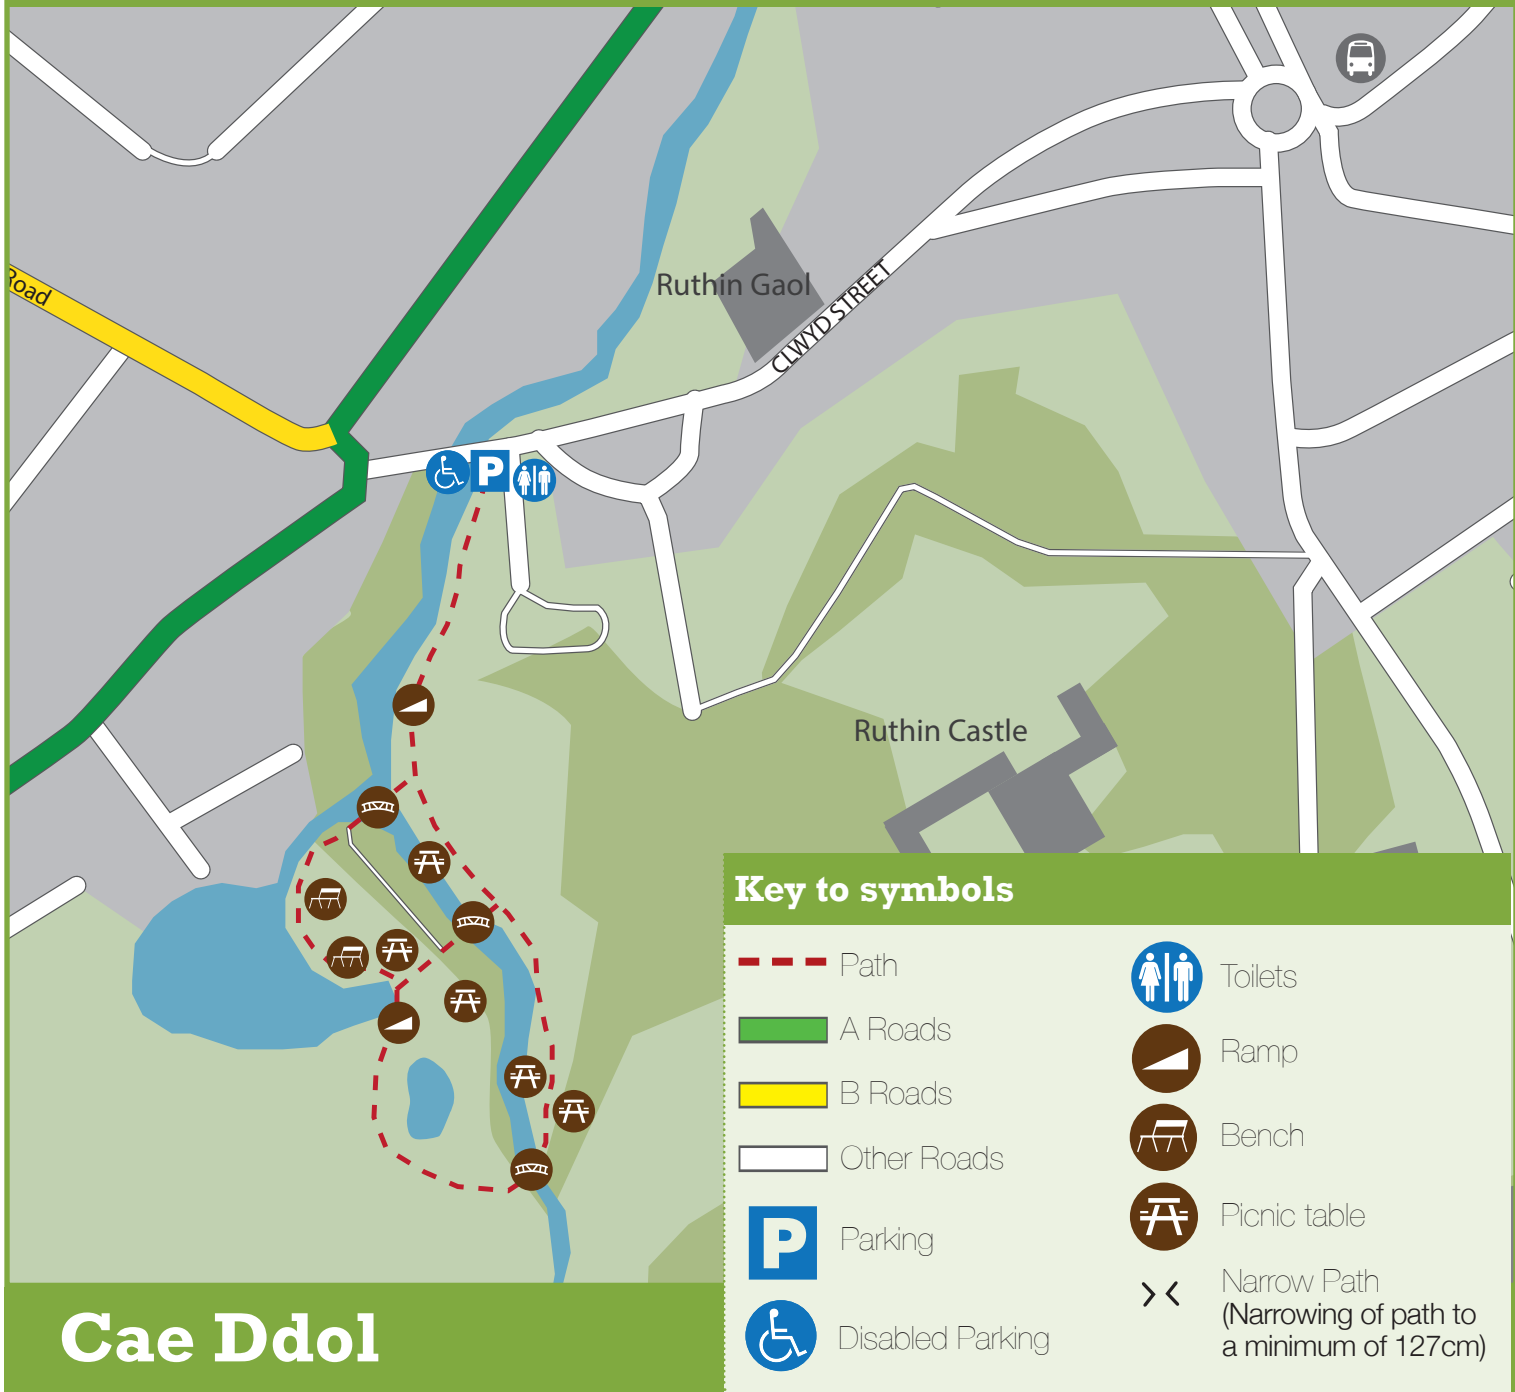 Road
Ruthin Gaol
CLWYD STREET
P
Ruthin Castle
Key to symbols
Path
A Roads
B Roads
Other Roads
P
Parking
Disabled Parking
Toilets
Ramp
Bench
Picnic table
Narrow Path
(Narrowing of path to
a minimum of 127cm)
Cae Ddol